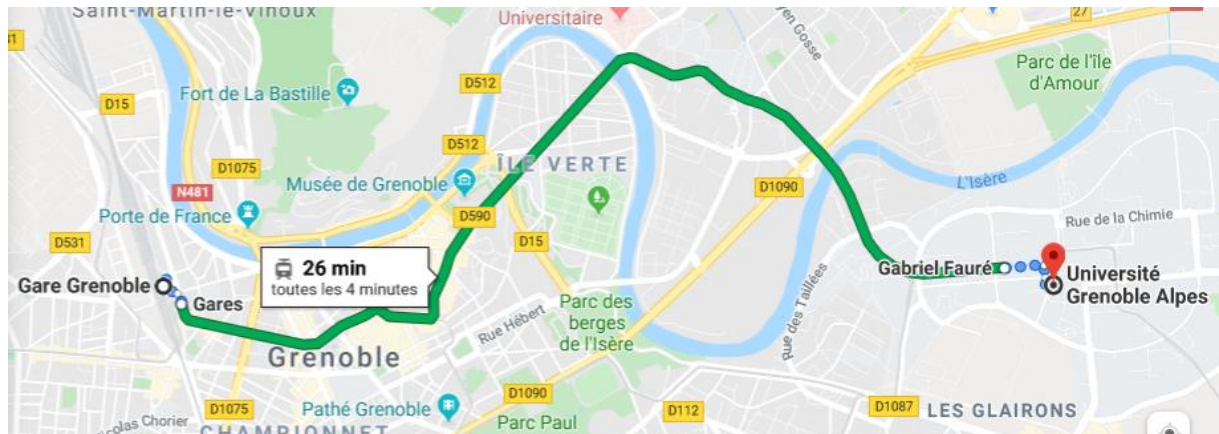 Saint-Martin-le-Vinoux
Universitaire
27
D15
Fort de La Bastille
D512
Parc de l'île
d'Amour
D512
ÎLE VERTE
D1075
Musée de Grenoble
N481
D1090
L'Isère
Porte de France
D590
Rue de la Chimie
D531
D15
26 min
toutes les 4 minutes
Gabriel Fauré
Université
Grenoble Alpes
Gare Grenoble
Gares
Rue des Taillées
Parc des
berges
de l'Isère
Rue Hébert
Grenoble
D1090
D1075
Pathé Grenoble
D112
D1087
LES GLAIRONS
Parc Paul
CHAMPIONNET